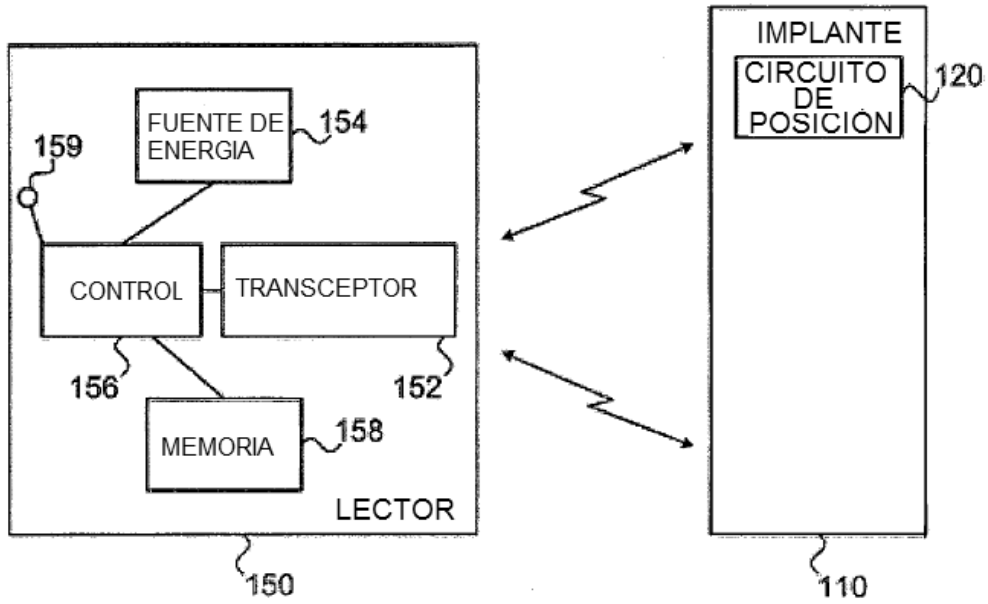 IMPLANTE
CIRCUITO
DE
POSICIÓN
120
FUENTE DE
ENERGIA
154
159
CONTROL
TRANSCEPTOR
156
152
MEMORIA
158
LECTOR
150
110